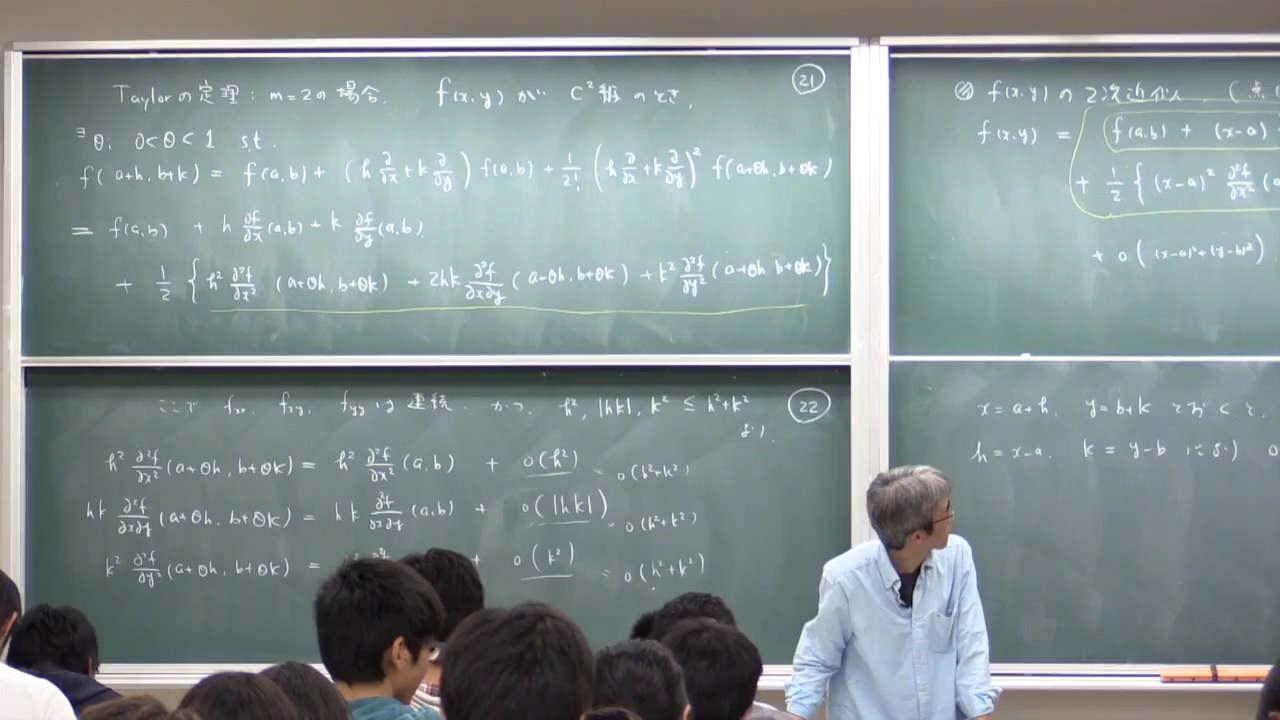 Taylorの定理 : m=2の場合. f(x,y) が C²級のとき, ㉑
∃θ: 0<θ<1 s.t.
f(a+h, b+k) = f(a,b) + (h ∂/∂x + k ∂/∂y) f(a,b) + 1/2! (h ∂/∂x + k ∂/∂y)² f(a+θh, b+θk)
= f(a,b) + h ∂f/∂x (a,b) + k ∂f/∂y (a,b)
+ 1/2 { h² ∂²f/∂x² (a+θh, b+θk) + 2hk ∂²f/∂x∂y (a+θh, b+θk) + k² ∂²f/∂y² (a+θh, b+θk) }
ここで fxx, fxy, fyy は連続. かつ h², |hk|, k² ≤ h²+k² ㉒
より.
h² ∂²f/∂x² (a+θh, b+θk) = h² ∂²f/∂x² (a,b) + o(h²) = o(h²+k²)
hk ∂²f/∂x∂y (a+θh, b+θk) = hk ∂²f/∂x∂y (a,b) + o(|hk|) = o(h²+k²)
k² ∂²f/∂y² (a+θh, b+θk) = + o(k²) = o(h²+k²)
f(x,y) の 2次近似 (点(
f(x,y) = f(a,b) + (x-a)
+ 1/2 { (x-a)² ∂²f/∂x² (a
+ o((x-a)²+(y-b)²)
x=a+h, y=b+k とおくと,
h=x-a, k=y-b により